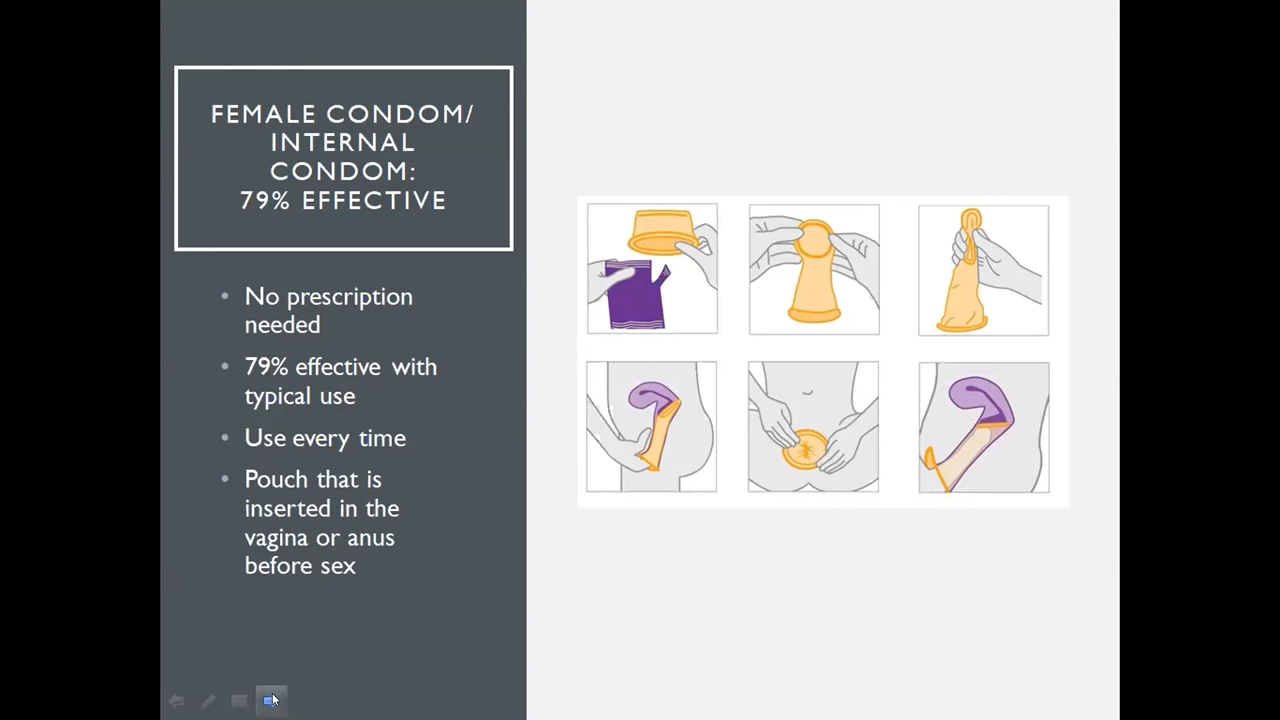 FEMALE CONDOM/
INTERNAL
CONDOM:
79% EFFECTIVE
• No prescription
needed
• 79% effective with
typical use
• Use every time
• Pouch that is
inserted in the
vagina or anus
before sex